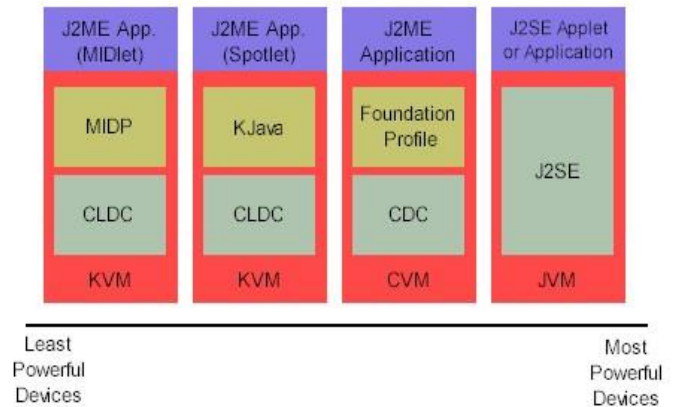 J2ME App.
(MIDlet)
MIDP
CLDC
KVM
J2ME App.
(Spotlet)
KJava
CLDC
KVM
J2ME
Application
Foundation
Profile
CDC
CVM
J2SE Applet
or Application
J2SE
JVM
Least
Powerful
Devices
Most
Powerful
Devices